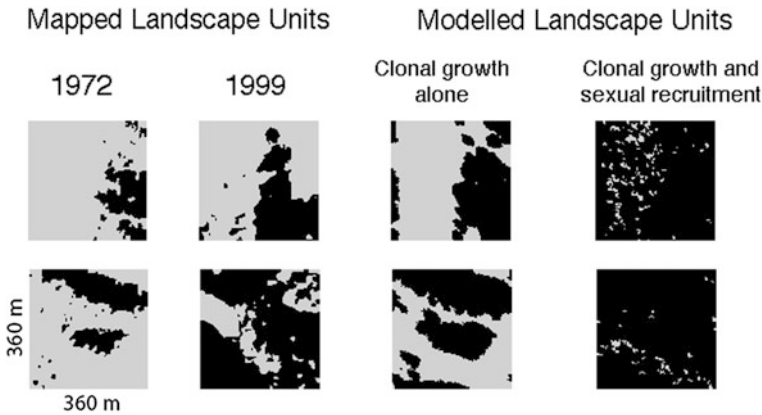 Mapped Landscape Units
Modelled Landscape Units
1972
1999
Clonal growth
alone
Clonal growth and
sexual recruitment
360 m
360 m